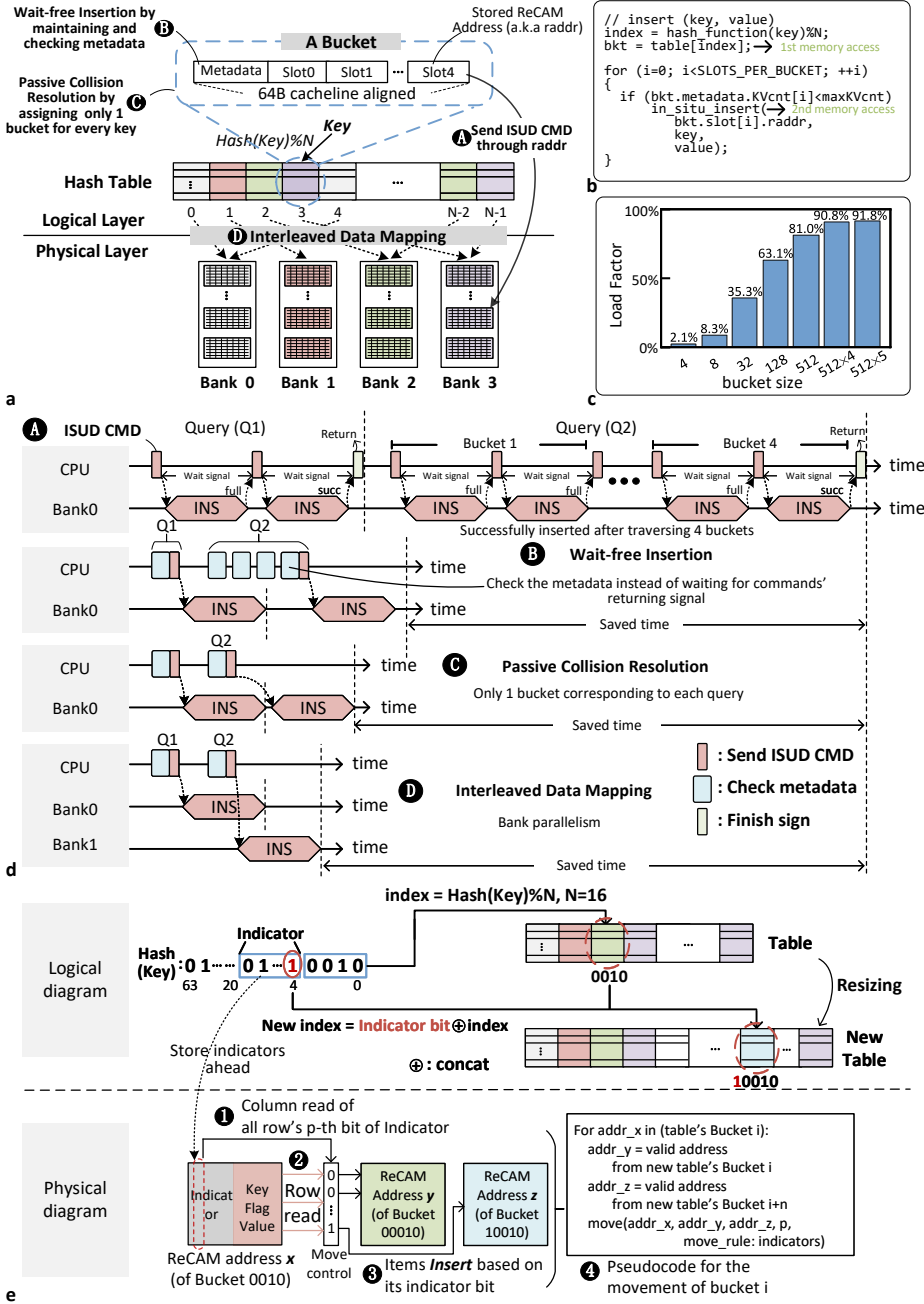 Wait-free Insertion by
maintaining and
checking metadata
B
Passive Collision
Resolution by
assigning only 1
bucket for every key
C
A Bucket
Stored ReCAM
Address (a.k.a raddr)
Metadata Slot0 Slot1 ··· Slot4
64B cacheline aligned
Key
Hash(Key)%N
A Send ISUD CMD
through raddr
Hash Table
Logical Layer
0 1 2 3 4 ··· N-2 N-1
Physical Layer
D Interleaved Data Mapping
Bank 0 Bank 1 Bank 2 Bank 3
a
// insert (key, value)
index = hash_function(key)%N;
bkt = table[index]; → 1st memory access
for (i=0; i<SLOTS_PER_BUCKET; ++i)
{
if (bkt.metadata.KVcnt[i]<maxKVcnt)
in_situ_insert( → 2nd memory access
bkt.slot[i].raddr,
key,
value);
}
b
Load Factor
100%
50%
0%
2.1% 8.3% 35.3% 63.1% 81.0% 90.8% 91.8%
4 8 32 128 512 512×4 512×5
bucket size
c
A ISUD CMD
Query (Q1)
Return
Query (Q2)
Bucket 1
Bucket 4
Return
CPU
time
Wait signal Wait signal Wait signal Wait signal Wait signal Wait signal
full succ full full succ
Bank0
INS INS INS INS INS INS
time
Successfully inserted after traversing 4 buckets
Q1 Q2
B Wait-free Insertion
CPU
time
Check the metadata instead of waiting for commands'
returning signal
Bank0
INS INS
time
Saved time
Q1 Q2
C Passive Collision Resolution
CPU
time
Only 1 bucket corresponding to each query
Bank0
INS INS
time
Saved time
Q1 Q2
CPU
time
: Send ISUD CMD
D Interleaved Data Mapping
: Check metadata
Bank0
INS
time
Bank parallelism
: Finish sign
Bank1
INS
time
Saved time
d
Logical
diagram
index = Hash(Key)%N, N=16
Indicator
Hash
(Key)
: 0 1 ······ 0 1 ··· 1 0 0 1 0
63 20 4 0
Table
0010
Resizing
New index = Indicator bit ⊕ index
⊕ : concat
New
Table
10010
Store indicators
ahead
Physical
diagram
1 Column read of
all row's p-th bit of Indicator
2
Row
read
Indicat
or
Key
Flag
Value
0
0
⋮
1
ReCAM
Address y
(of Bucket
00010)
ReCAM
Address z
(of Bucket
10010)
ReCAM address x
(of Bucket 0010)
Move
control
3 Items Insert based on
its indicator bit
For addr_x in (table's Bucket i):
addr_y = valid address
from new table's Bucket i
addr_z = valid address
from new table's Bucket i+n
move(addr_x, addr_y, addr_z, p,
move_rule: indicators)
4 Pseudocode for the
movement of bucket i
e